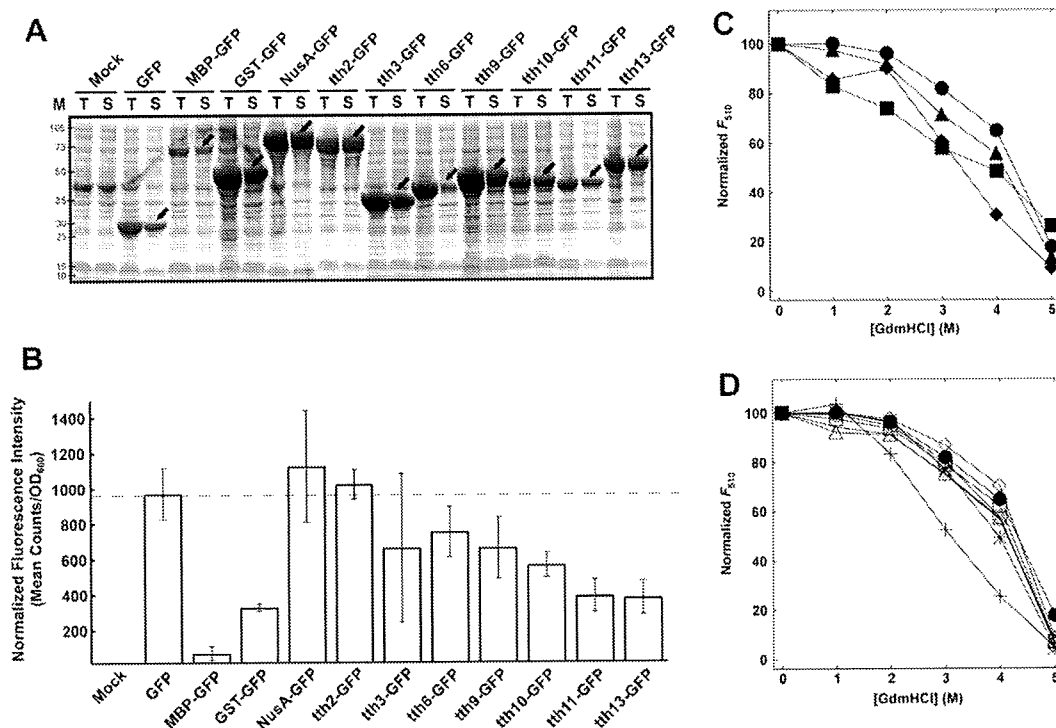 A
Mock GFP MBP-GFP GST-GFP NusA-GFP tth2-GFP tth3-GFP tth6-GFP tth9-GFP tth10-GFP tth11-GFP tth13-GFP
M T S T S T S T S T S T S T S T S T S T S T S T S
75
50
35
30
25
15
10
B
Normalized Fluorescence Intensity
(Mean Counts/OD600)
1400
1200
1000
800
600
400
200
Mock GFP MBP-GFP GST-GFP NusA-GFP tth2-GFP tth3-GFP tth6-GFP tth9-GFP tth10-GFP tth11-GFP tth13-GFP
C
Normalized F510
100
80
60
40
20
0
0 1 2 3 4 5
[GdmHCl] (M)
D
Normalized F510
100
80
60
40
20
0
0 1 2 3 4 5
[GdmHCl] (M)